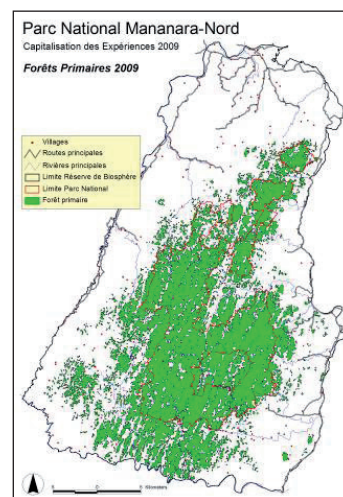 Parc National Mananara-Nord
Capitalisation des Expériences 2009
Forêts Primaires 2009
Villages
Routes principales
Rivières principales
Limite Réserve de Biosphère
Limite Parc National
Forêt primaire
Kilometers